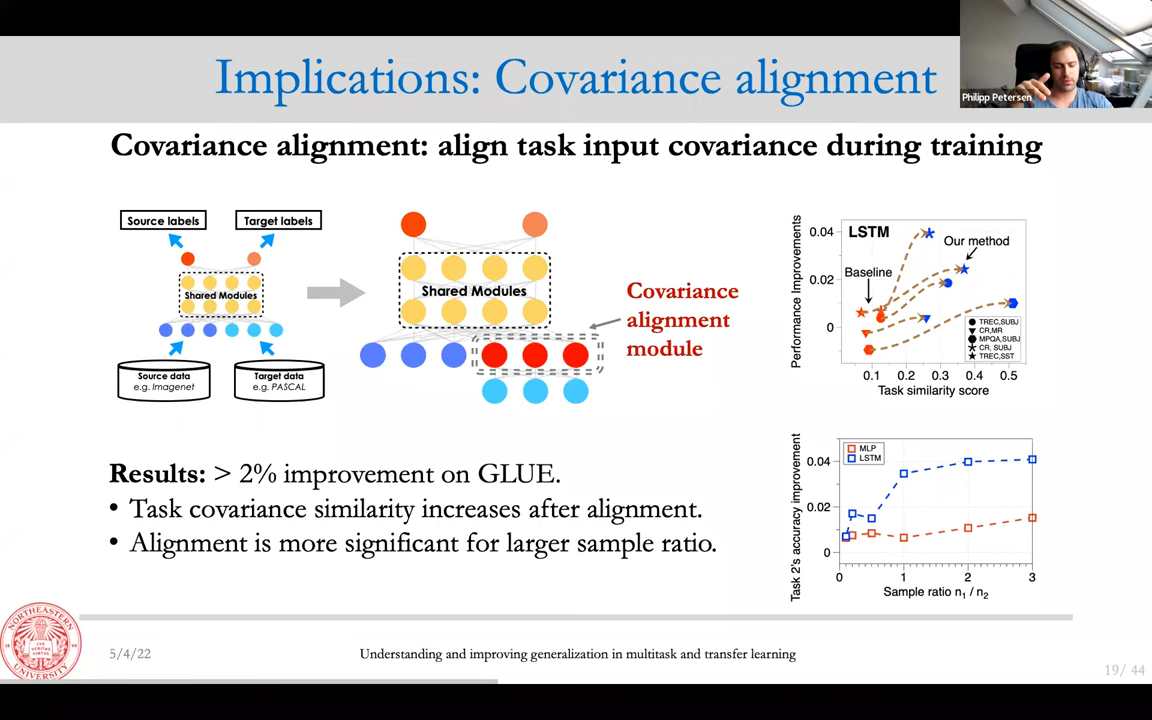 Implications: Covariance alignment
Philipp Petersen
Covariance alignment: align task input covariance during training
Source labels
Target labels
Shared Modules
Source data
e.g. Imagenet
Target data
e.g. PASCAL
Shared Modules
Covariance
alignment
module
Performance Improvements
0.04
0.02
0
LSTM
Our method
Baseline
TREC,SUBJ
CR,MR
MPQA,SUBJ
CR, SUBJ
TREC,SST
0.1 0.2 0.3 0.4 0.5
Task similarity score
Results: > 2% improvement on GLUE.
• Task covariance similarity increases after alignment.
• Alignment is more significant for larger sample ratio.
Task 2's accuracy improvement
0.04
0.02
0
MLP
LSTM
0 1 2 3
Sample ratio n₁ / n₂
NORTHEASTERN
UNIVERSITY
5/4/22
Understanding and improving generalization in multitask and transfer learning
19/ 44